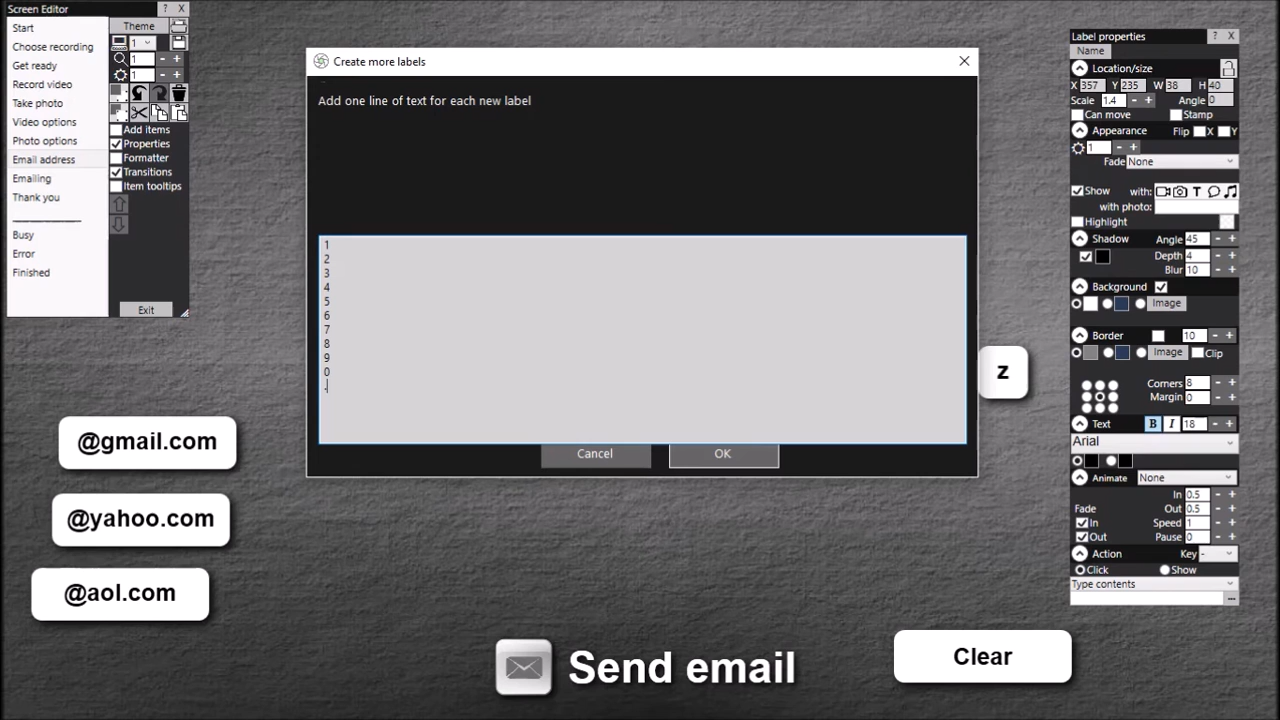 Screen Editor
? X
Start
Choose recording
Get ready
Record video
Take photo
Video options
Photo options
Email address
Emailing
Thank you
Busy
Error
Finished
Theme
1
1 - +
1 - +
Add items
Properties
Formatter
Transitions
Item tooltips
Exit
Create more labels
Add one line of text for each new label
1
2
3
4
5
6
7
8
9
0
.
Cancel
OK
z
@gmail.com
@yahoo.com
@aol.com
Send email
Clear
Label properties
? X
Name
Location/size
X 357 Y 235 W 38 H 40
Scale 1.4 - + Angle 0
Can move Stamp
Appearance Flip X Y
1 - +
Fade None
Show with: T
with photo:
Highlight
Shadow Angle 45 - +
Depth 4 - +
Blur 10 - +
Background
Image
Border 10 - +
Image Clip
Corners 8 - +
Margin 0 - +
Text B I 18 - +
Arial
Animate None
In 0.5 - +
Fade Out 0.5 - +
In Speed 1 - +
Out Pause 0 - +
Action Key -
Click Show
Type contents
...